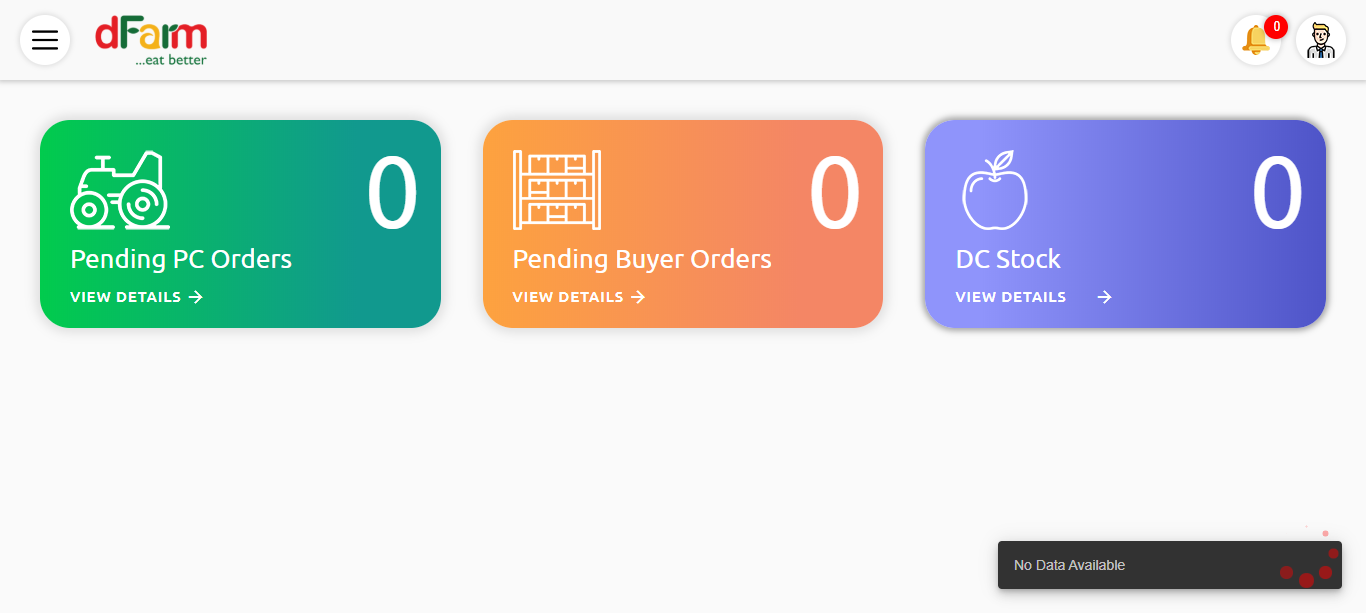 dFarm
...eat better
0
0
Pending PC Orders
VIEW DETAILS
0
Pending Buyer Orders
VIEW DETAILS
0
DC Stock
VIEW DETAILS
No Data Available